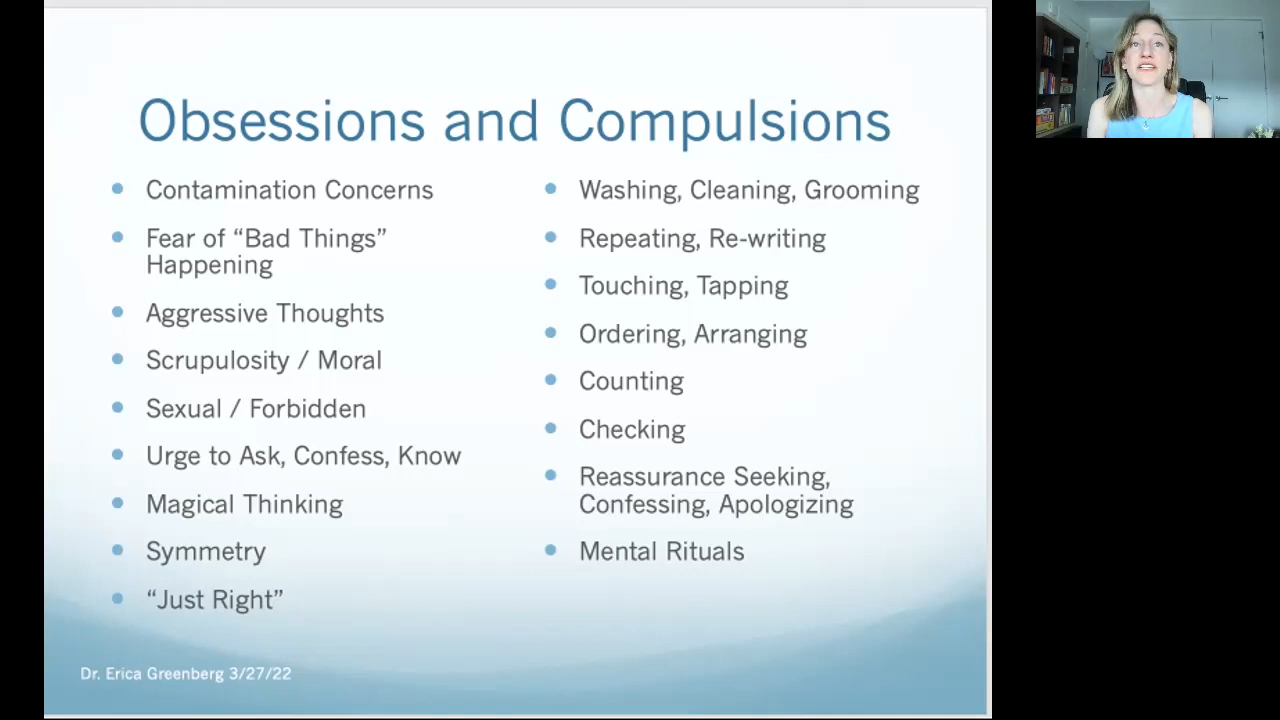 Obsessions and Compulsions
Contamination Concerns
Fear of “Bad Things”
Happening
Aggressive Thoughts
Scrupulosity / Moral
Sexual / Forbidden
Urge to Ask, Confess, Know
Magical Thinking
Symmetry
“Just Right”
Washing, Cleaning, Grooming
Repeating, Re-writing
Touching, Tapping
Ordering, Arranging
Counting
Checking
Reassurance Seeking,
Confessing, Apologizing
Mental Rituals
Dr. Erica Greenberg 3/27/22